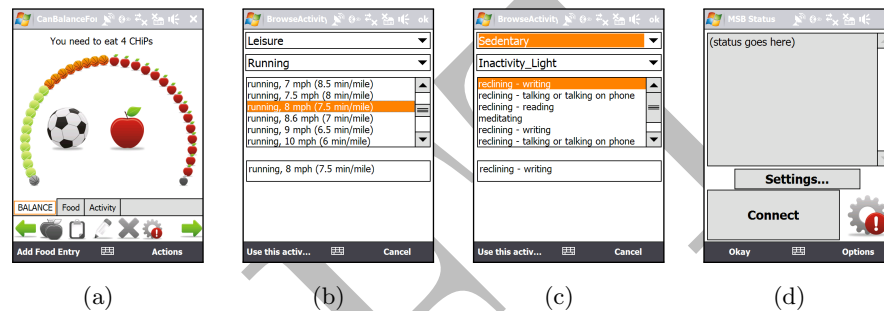 CanBalanceFor
You need to eat 4 CHiPs
BALANCE Food Activity
Add Food Entry Actions
(a)
BrowseActivity ok
Leisure
Running
running, 7 mph (8.5 min/mile)
running, 7.5 mph (8 min/mile)
running, 8 mph (7.5 min/mile)
running, 8.6 mph (7 min/mile)
running, 9 mph (6.5 min/mile)
running, 10 mph (6 min/mile)
running, 8 mph (7.5 min/mile)
Use this activ... Cancel
(b)
BrowseActivity ok
Sedentary
Inactivity_Light
reclining - writing
reclining - talking or talking on phone
reclining - reading
meditating
reclining - writing
reclining - talking or talking on phone
reclining - writing
Use this activ... Cancel
(c)
MSB Status ok
(status goes here)
Settings...
Connect
Okay Options
(d)